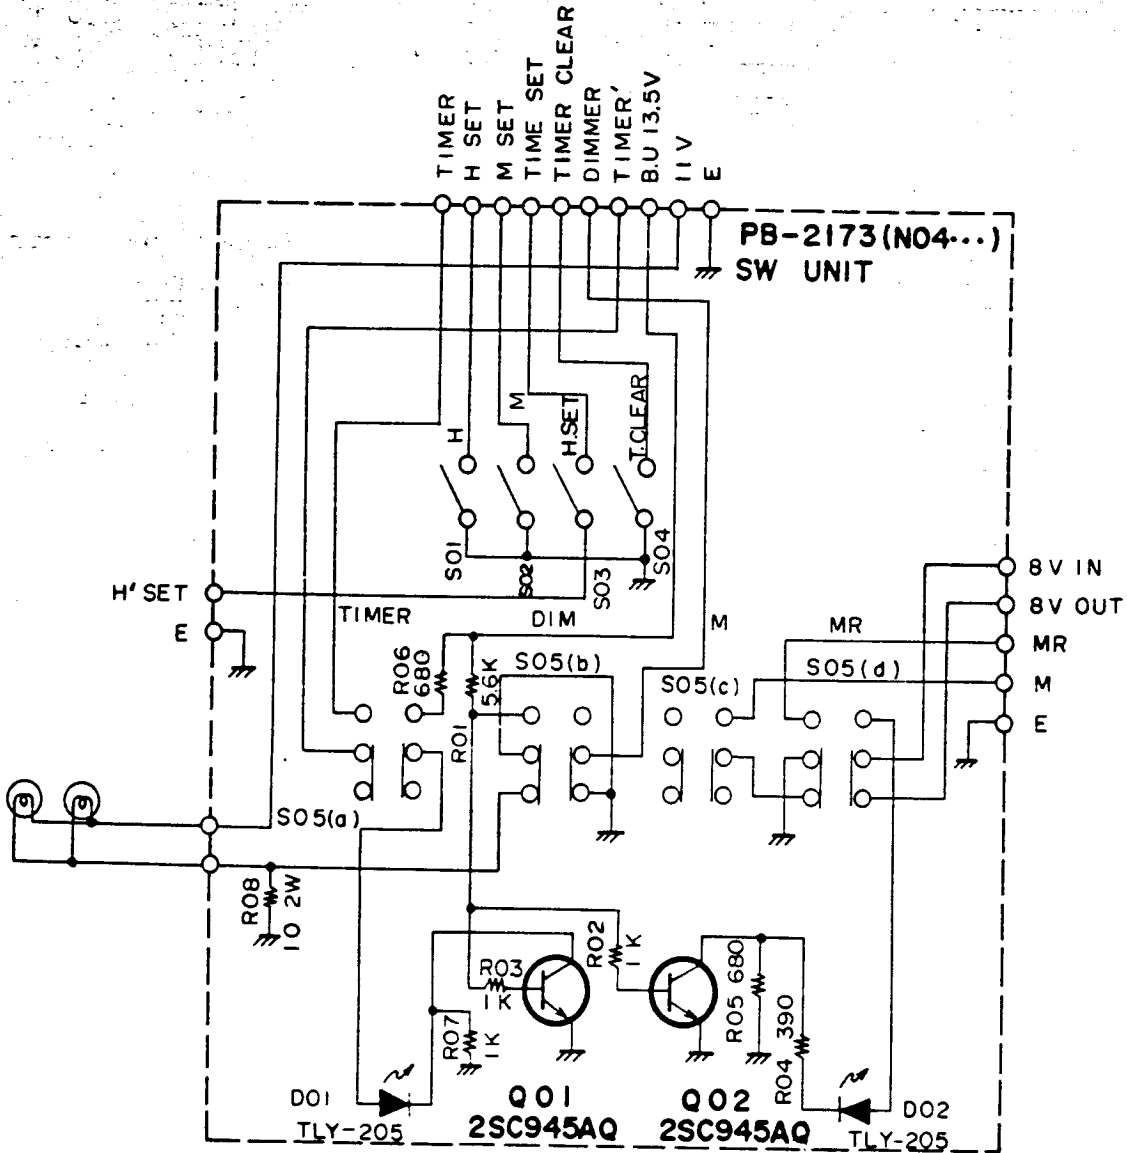 TIMER
H SET
M SET
TIME SET
TIMER CLEAR
DIMMER
TIMER'
B.U 13.5V
11V
E
PB-2173(N04···)
SW UNIT
H
M
H.SET
T.CLEAR
S01
S02
S03
S04
H' SET
E
TIMER
DIM
M
MR
8V IN
8V OUT
MR
M
E
R06
680
R01
5.6K
S05(b)
S05(c)
S05(d)
S05(a)
R08
10 2W
R03
1K
R02
1K
R07
1K
R05 680
R04 390
D01
TLY-205
Q01
2SC945AQ
Q02
2SC945AQ
D02
TLY-205